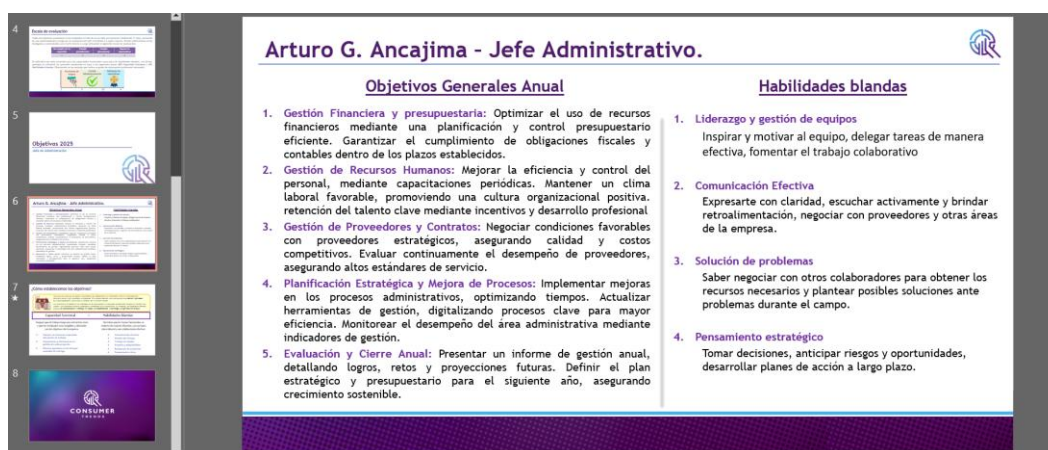 4
Escala de evaluación
5
Objetivos 2025
6
7
¿Cómo establecemos los objetivos?
8
CONSUMER
TRENDS
Arturo G. Ancajima – Jefe Administrativo.
Objetivos Generales Anual
1. Gestión Financiera y presupuestaria: Optimizar el uso de recursos
financieros mediante una planificación y control presupuestario
eficiente. Garantizar el cumplimiento de obligaciones fiscales y
contables dentro de los plazos establecidos.
2. Gestión de Recursos Humanos: Mejorar la eficiencia y control del
personal, mediante capacitaciones periódicas. Mantener un clima
laboral favorable, promoviendo una cultura organizacional positiva.
retención del talento clave mediante incentivos y desarrollo profesional
3. Gestión de Proveedores y Contratos: Negociar condiciones favorables
con proveedores estratégicos, asegurando calidad y costos
competitivos. Evaluar continuamente el desempeño de proveedores,
asegurando altos estándares de servicio.
4. Planificación Estratégica y Mejora de Procesos: Implementar mejoras
en los procesos administrativos, optimizando tiempos. Actualizar
herramientas de gestión, digitalizando procesos clave para mayor
eficiencia. Monitorear el desempeño del área administrativa mediante
indicadores de gestión.
5. Evaluación y Cierre Anual: Presentar un informe de gestión anual,
detallando logros, retos y proyecciones futuras. Definir el plan
estratégico y presupuestario para el siguiente año, asegurando
crecimiento sostenible.
Habilidades blandas
1. Liderazgo y gestión de equipos
Inspirar y motivar al equipo, delegar tareas de manera
efectiva, fomentar el trabajo colaborativo
2. Comunicación Efectiva
Expresarte con claridad, escuchar activamente y brindar
retroalimentación, negociar con proveedores y otras áreas
de la empresa.
3. Solución de problemas
Saber negociar con otros colaboradores para obtener los
recursos necesarios y plantear posibles soluciones ante
problemas durante el campo.
4. Pensamiento estratégico
Tomar decisiones, anticipar riesgos y oportunidades,
desarrollar planes de acción a largo plazo.